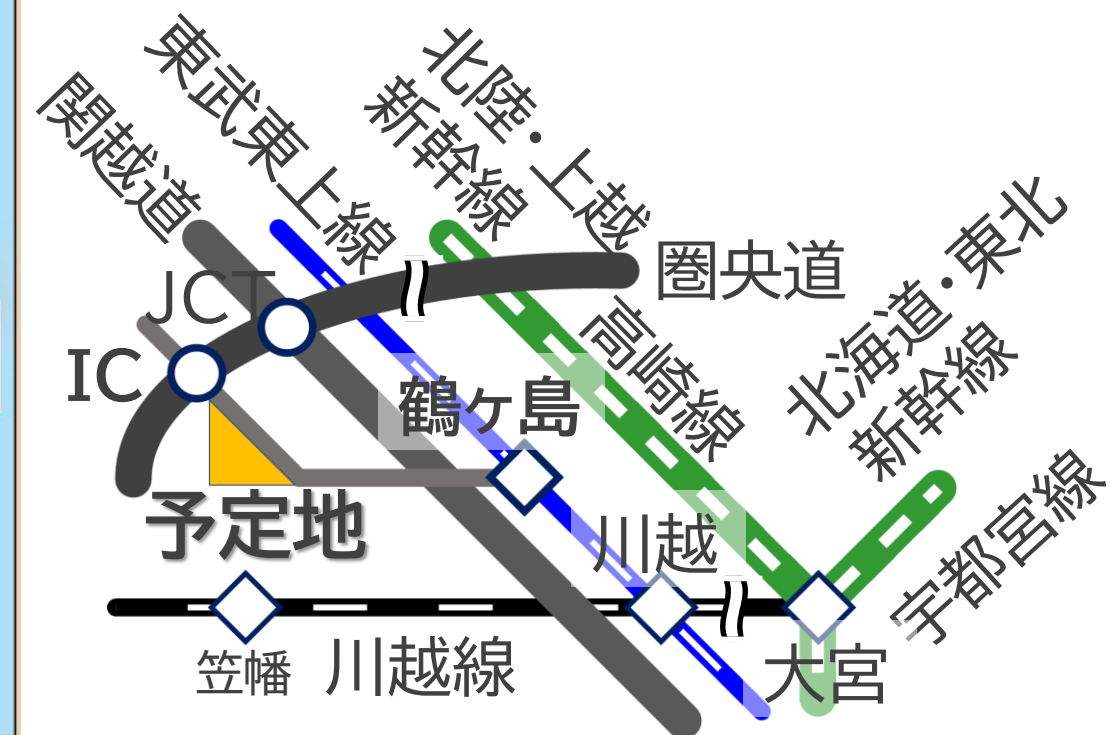 関越道
東武東上線
北陸・上越
新幹線
圏央道
JCT
IC
高崎線
北海道・東北
新幹線
鶴ヶ島
予定地
川越
宇都宮線
笠幡
川越線
大宮